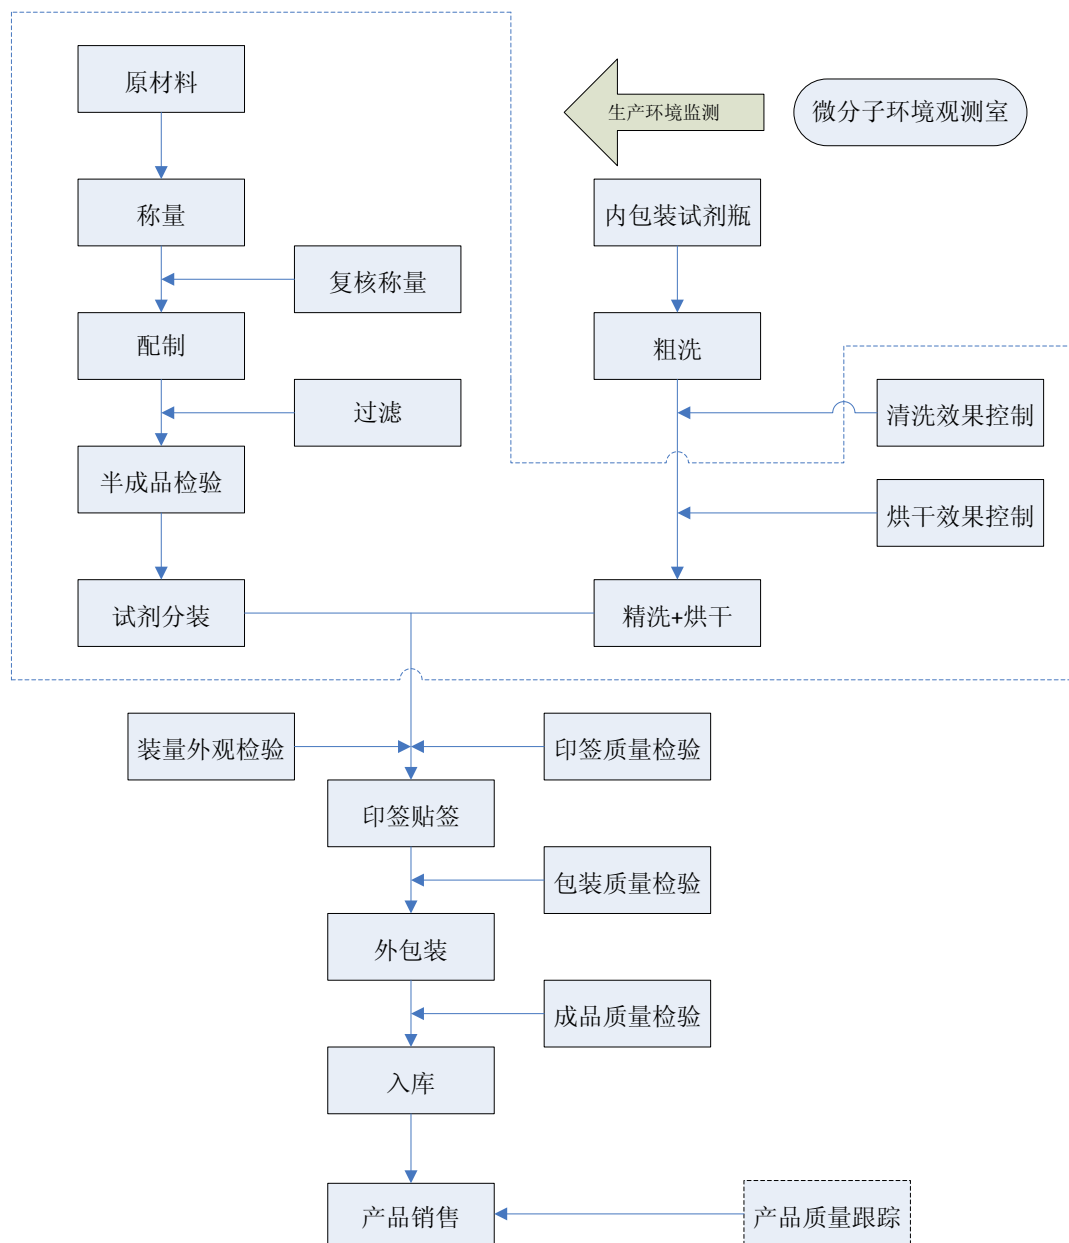 原材料
生产环境监测
微分子环境观测室
称量
内包装试剂瓶
复核称量
配制
粗洗
过滤
清洗效果控制
半成品检验
烘干效果控制
试剂分装
精洗+烘干
装量外观检验
印签质量检验
印签贴签
包装质量检验
外包装
成品质量检验
入库
产品销售
产品质量跟踪